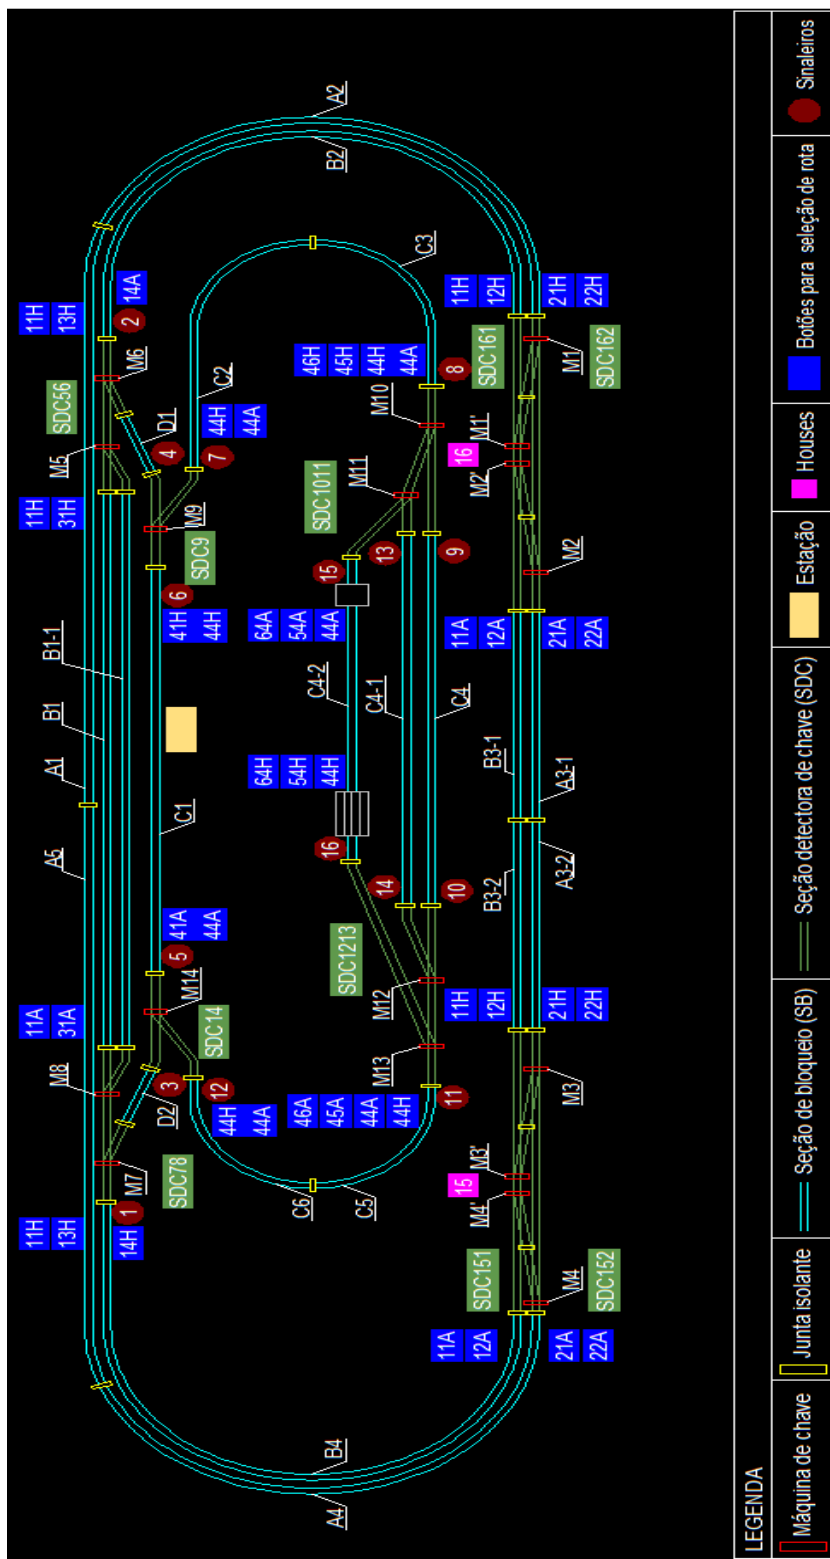 A4
B4
11H
13H
14H
1
M7
SDC78
M8
D2
3
12
11A
31A
M14
SDC14
5
41A
44A
A5
A1
B1
B1-1
C1
6
41H
44H
11H
31H
M5
SDC56
M9
SDC9
D1
4
7
44H
44A
M6
2
11H
13H
14A
C2
A2
B2
C6
C5
44H
44A
46A
45A
44A
44H
11
M13
SDC1213
M12
16
14
10
64H
54H
44H
C4-2
C4-1
C4
64A
54A
44A
15
13
9
SDC1011
M11
M10
46H
45H
44H
44A
8
C3
11A
12A
21A
22A
SDC151
SDC152
M4
M4'
15
M3'
M3
11H
12H
21H
22H
B3-2
A3-2
B3-1
A3-1
11A
12A
21A
22A
M2
M2'
16
M1'
M1
SDC161
SDC162
11H
12H
21H
22H
LEGENDA
Máquina de chave
Junta isolante
Seção de bloqueio (SB)
Seção detectora de chave (SDC)
Estação
Houses
Botões para seleção de rota
Sinaleiros